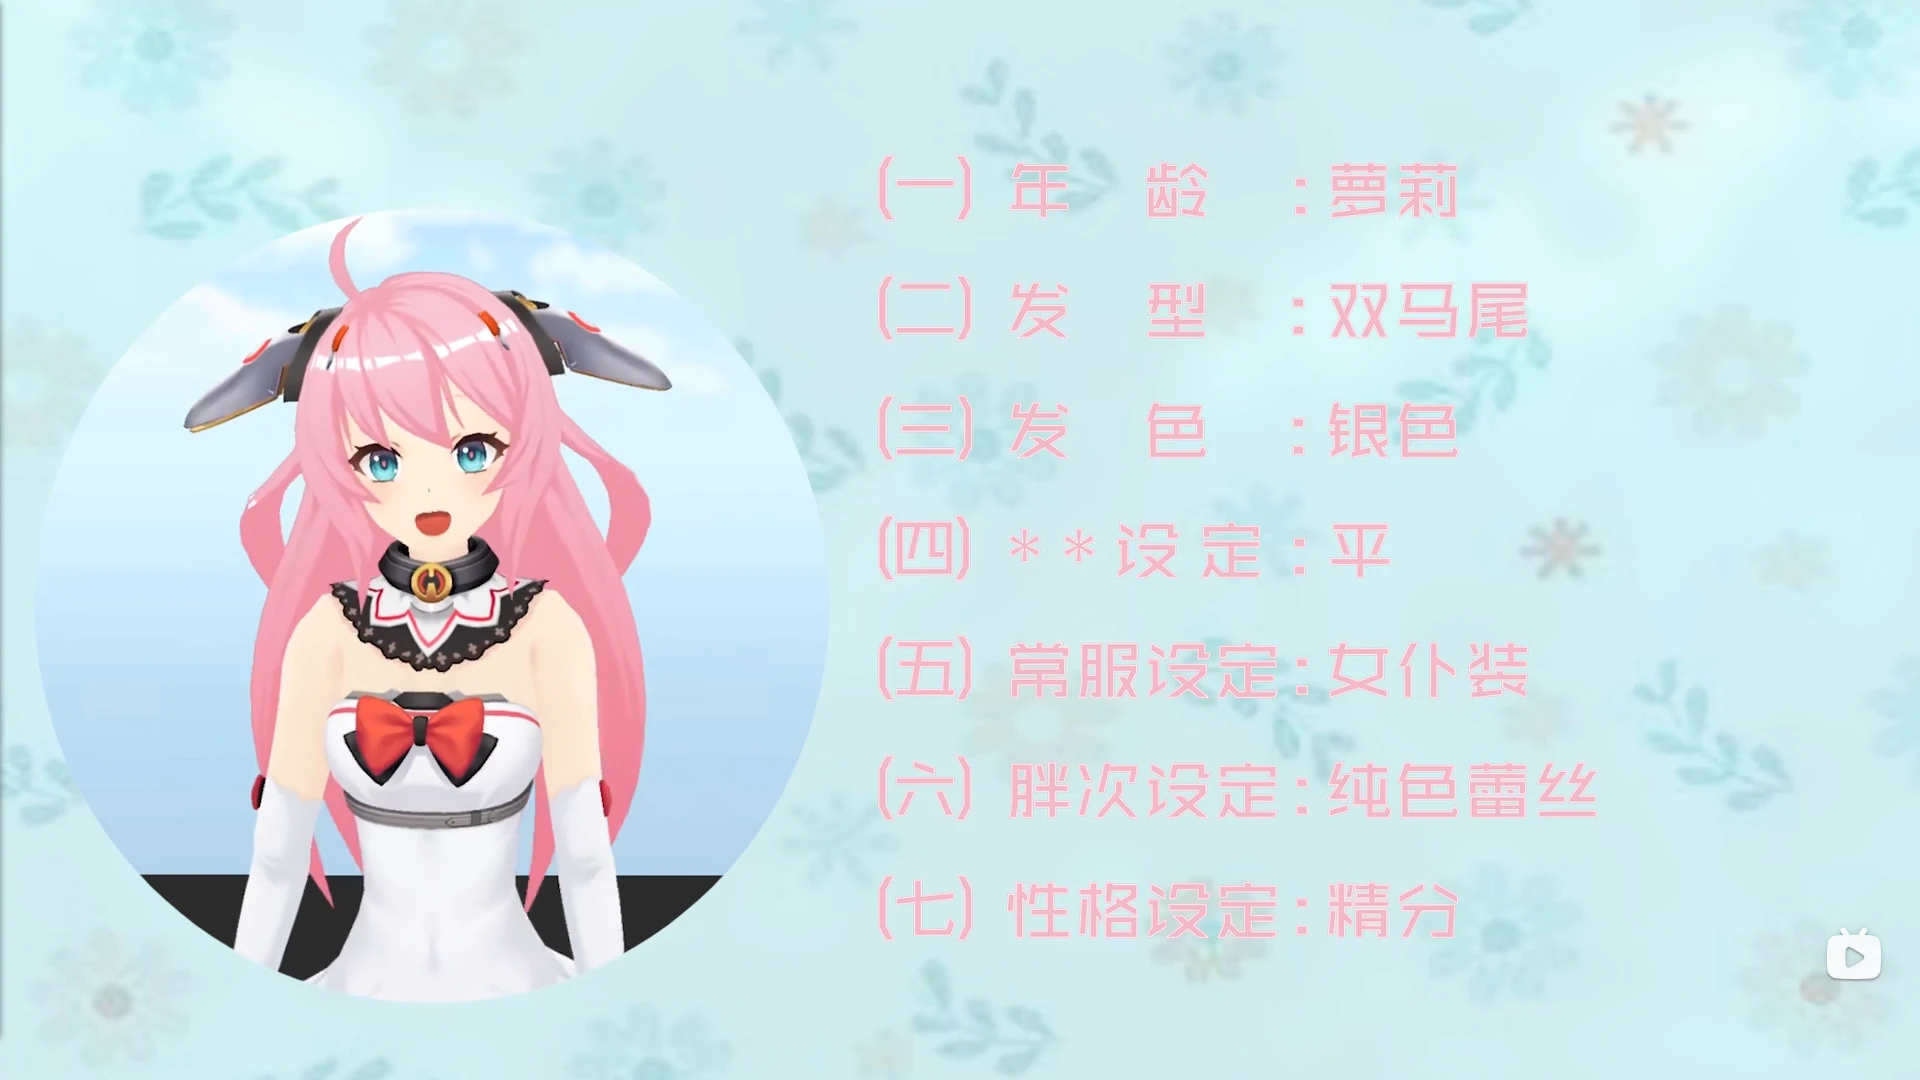 (一) 年 龄 : 萝莉
(二) 发 型 : 双马尾
(三) 发 色 : 银色
(四) **设定 : 平
(五) 常服设定 : 女仆装
(六) 胖次设定 : 纯色蕾丝
(七) 性格设定 : 精分